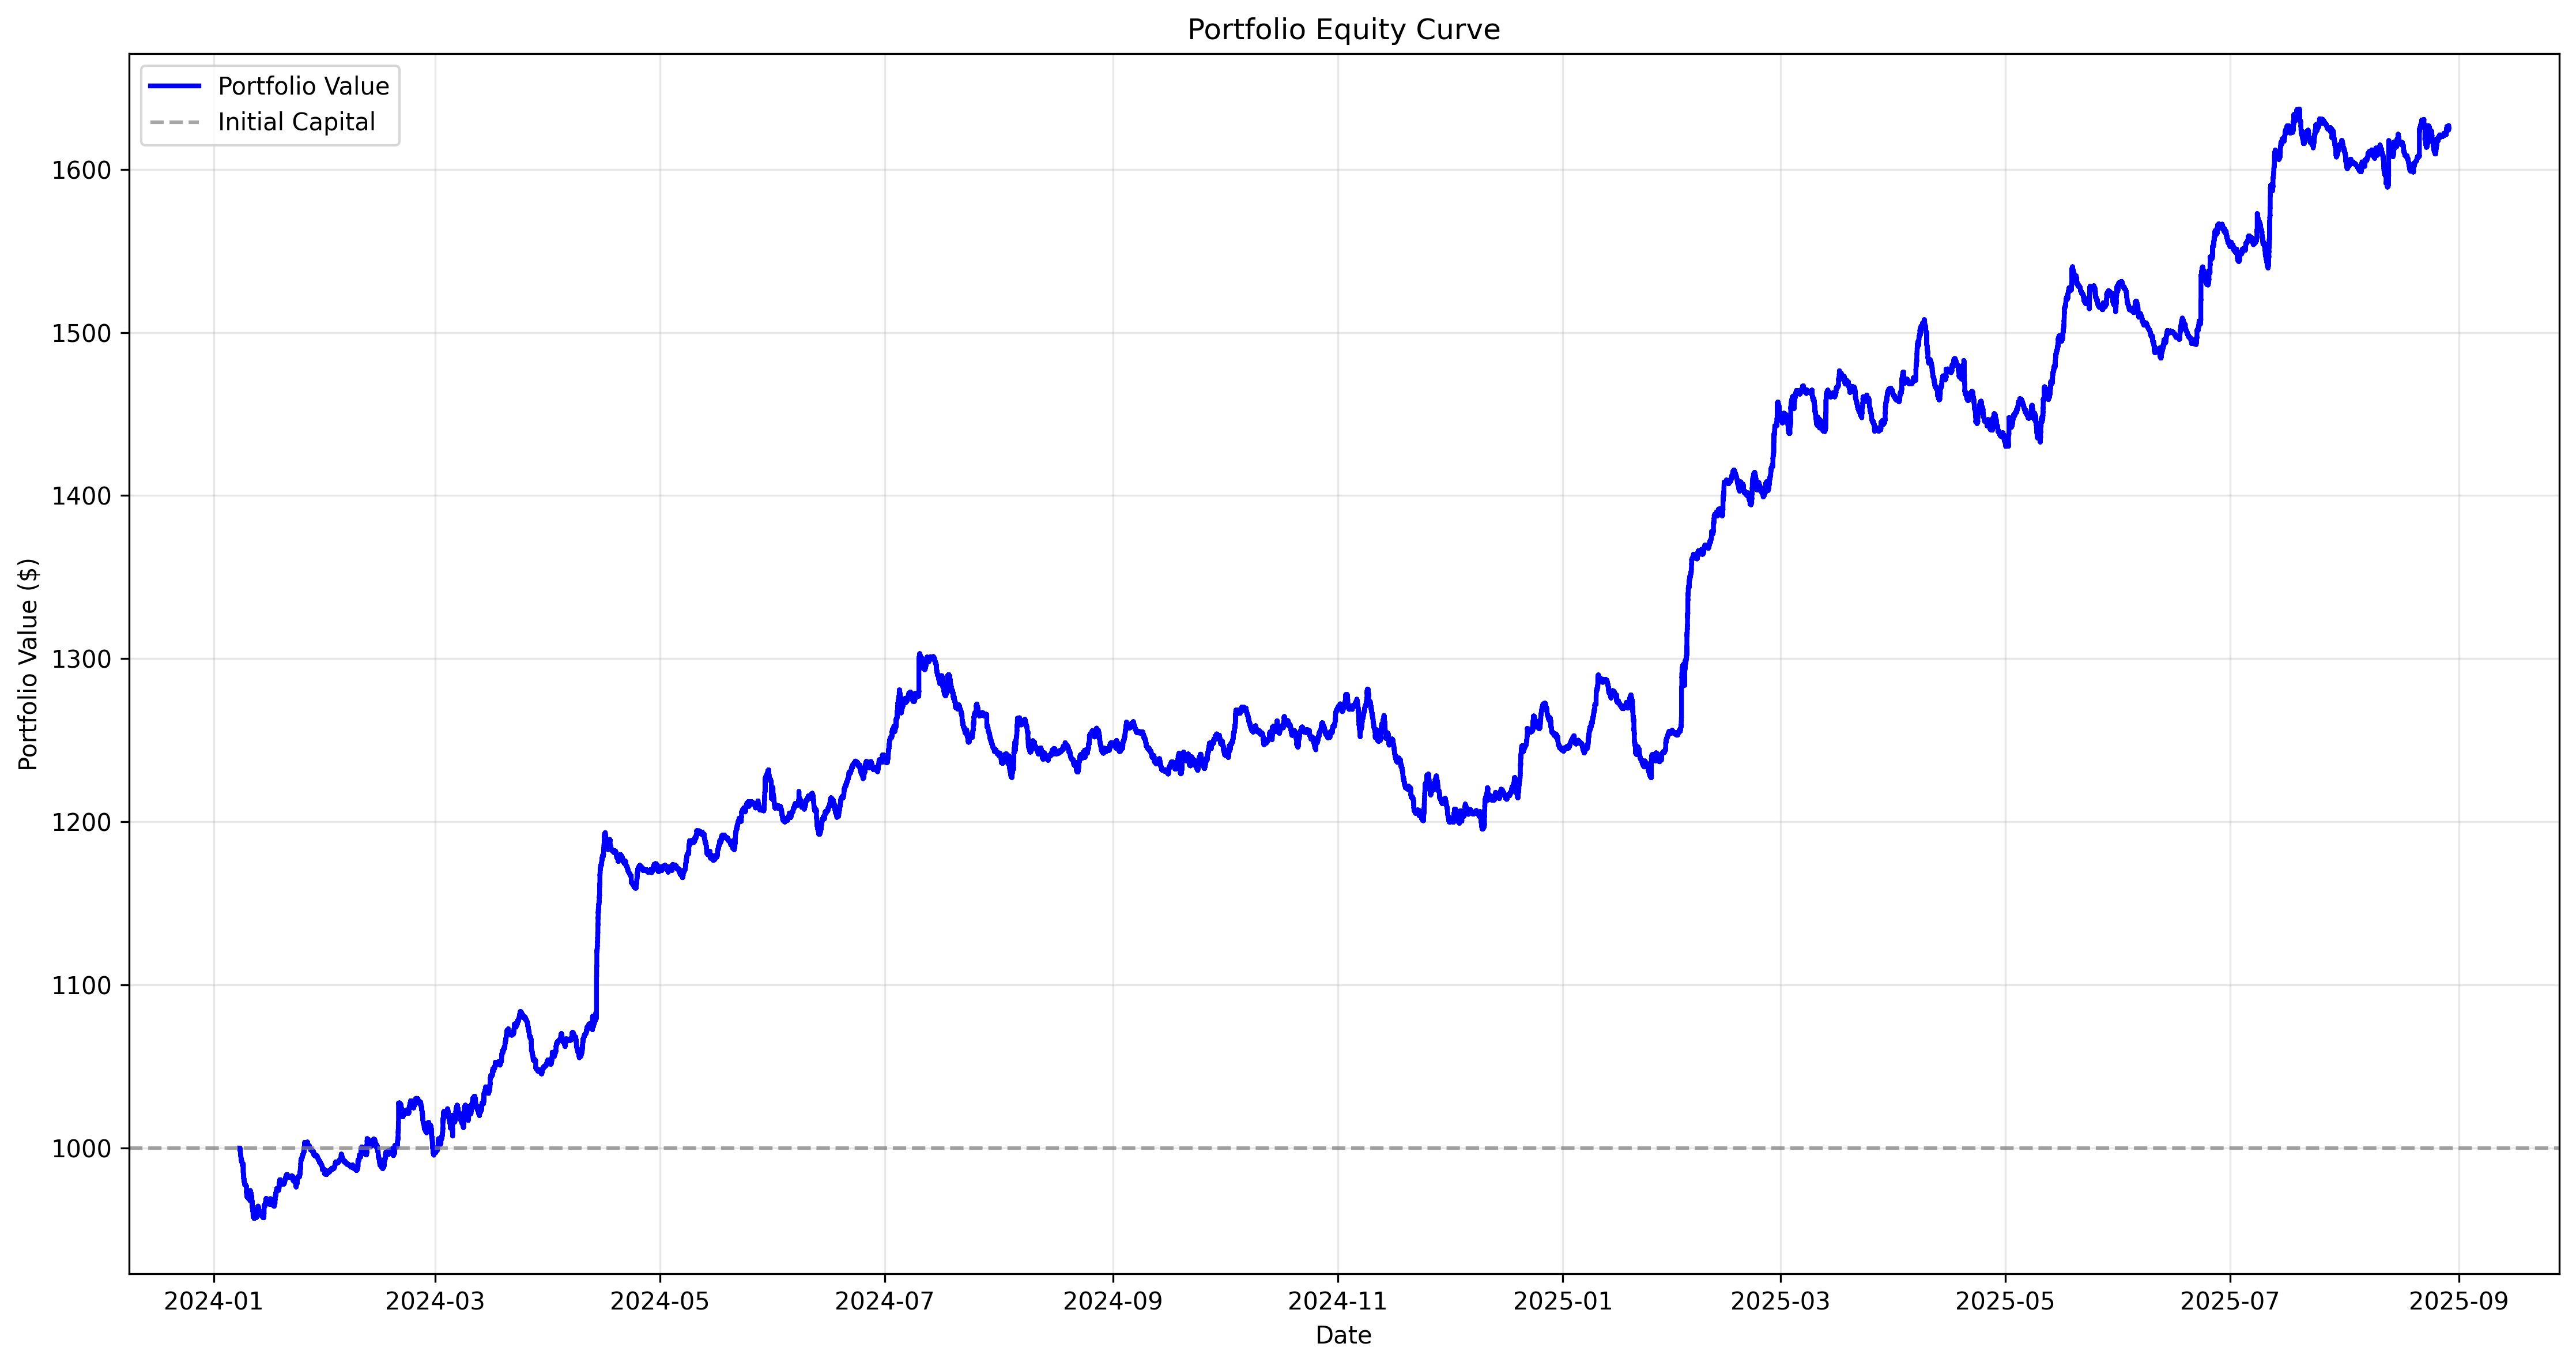 Portfolio Equity Curve
Portfolio Value
Initial Capital
Portfolio Value ($)
1600
1500
1400
1300
1200
1100
1000
2024-01 2024-03 2024-05 2024-07 2024-09 2024-11 2025-01 2025-03 2025-05 2025-07 2025-09
Date